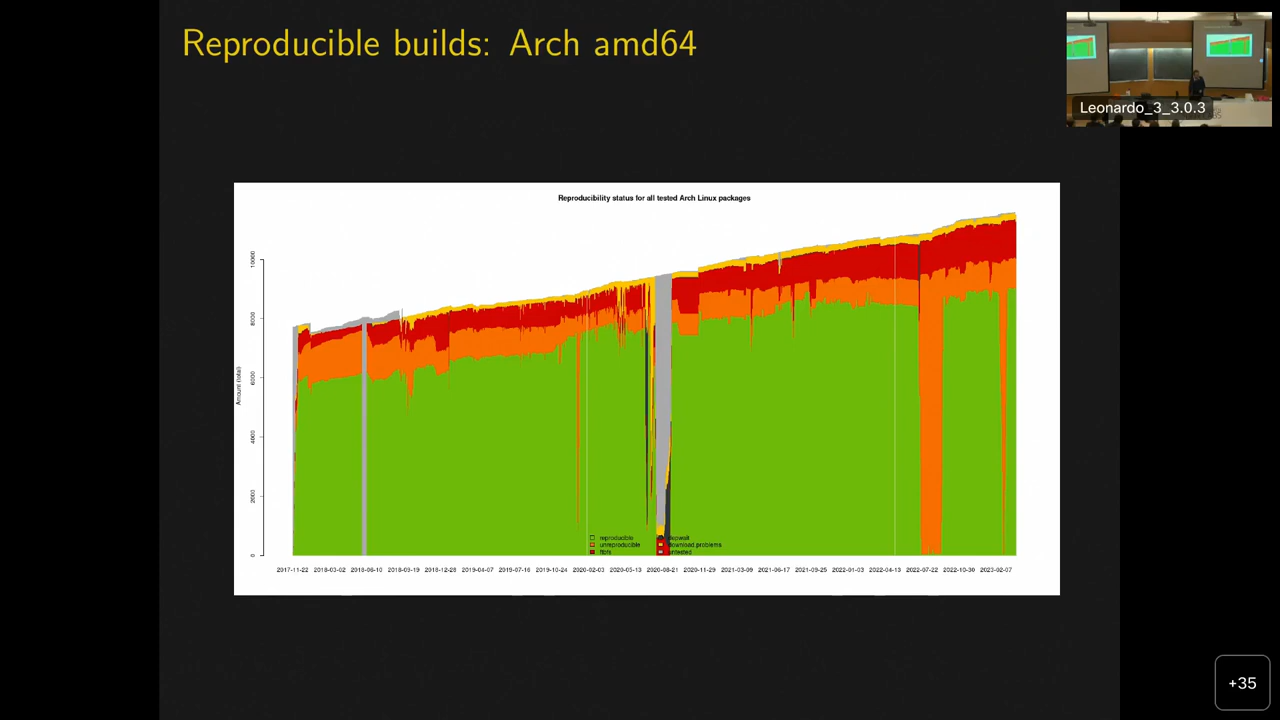 Reproducible builds: Arch amd64
Leonardo_3_3.0.3
Reproducibility status for all tested Arch Linux packages
Amount (total)
10000
8000
6000
4000
2000
0
reproducible
unreproducible
ftbfs
depwait
download problems
untested
2017-11-22 2018-03-02 2018-06-10 2018-09-19 2018-12-28 2019-04-07 2019-07-16 2019-10-24 2020-02-03 2020-05-13 2020-08-21 2020-11-29 2021-03-09 2021-06-17 2021-09-25 2022-01-03 2022-04-13 2022-07-22 2022-10-30 2023-02-07
+35